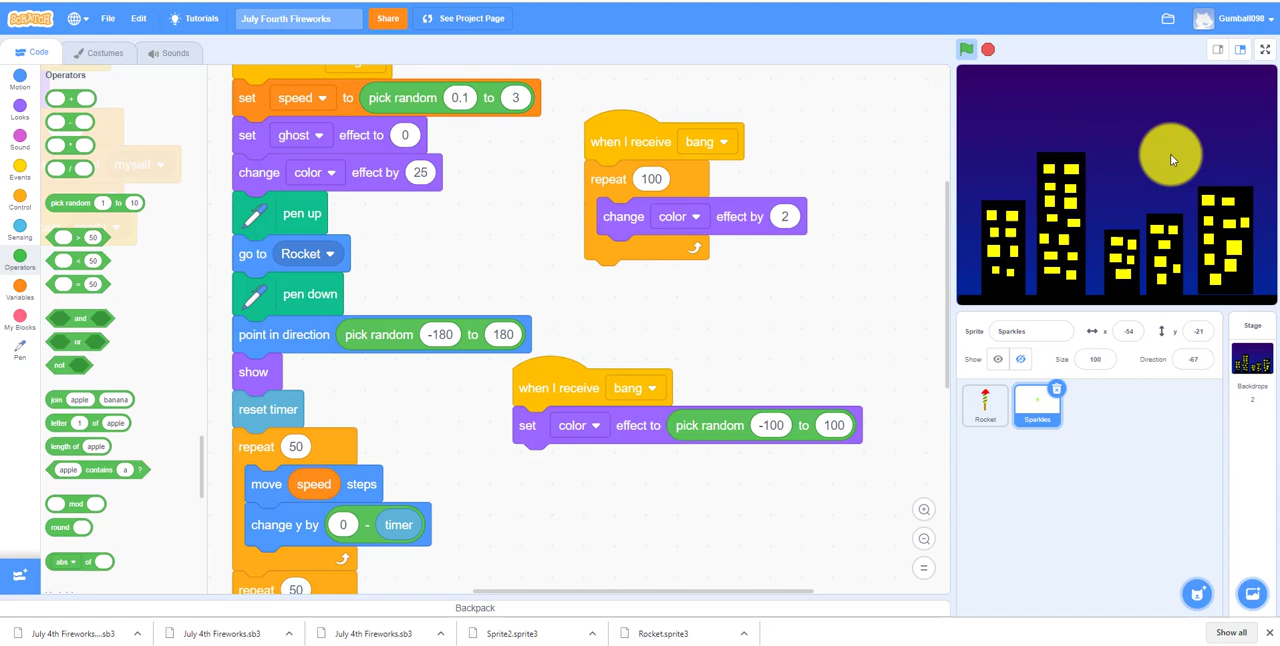 SCRATCH File Edit Tutorials July Fourth Fireworks Share See Project Page Gumball098
Code Costumes Sounds
Motion
Looks
Sound
Events
Control
Sensing
Operators
Variables
My Blocks
Pen
Operators
+
-
*
/
myself
pick random 1 to 10
> 50
< 50
= 50
and
or
not
join apple banana
letter 1 of apple
length of apple
apple contains a ?
mod
round
abs of
set speed to pick random 0.1 to 3
set ghost effect to 0
change color effect by 25
pen up
go to Rocket
pen down
point in direction pick random -180 to 180
show
reset timer
repeat 50
move speed steps
change y by 0 - timer
repeat 50
when I receive bang
repeat 100
change color effect by 2
when I receive bang
set color effect to pick random -100 to 100
Sprite Sparkles x -54 y -21
Show Size 100 Direction -67
Rocket
Sparkles
Stage
Backdrops
2
Backpack
July 4th Fireworks....sb3 July 4th Fireworks.sb3 July 4th Fireworks.sb3 Sprite2.sprite3 Rocket.sprite3 Show all